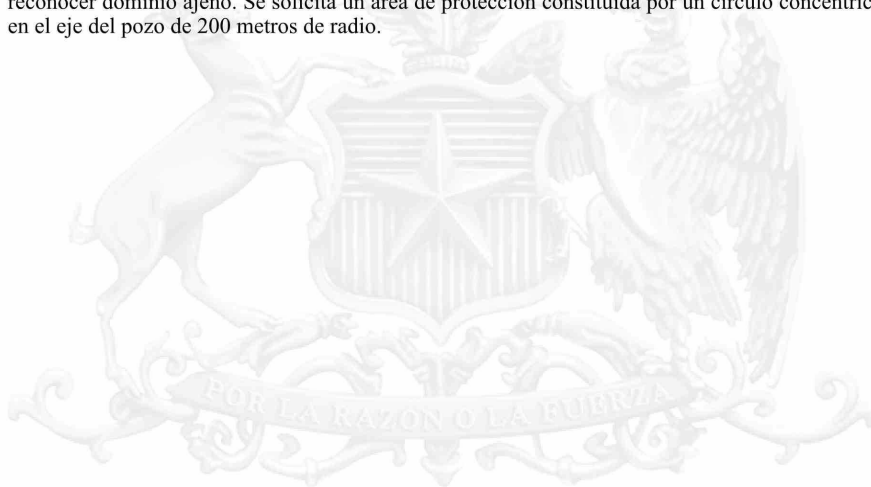 reconocer dominio ajeno. Se solicita un área de protección constituida por un círculo concéntric
en el eje del pozo de 200 metros de radio.
POR LA RAZÓN O LA FUERZA